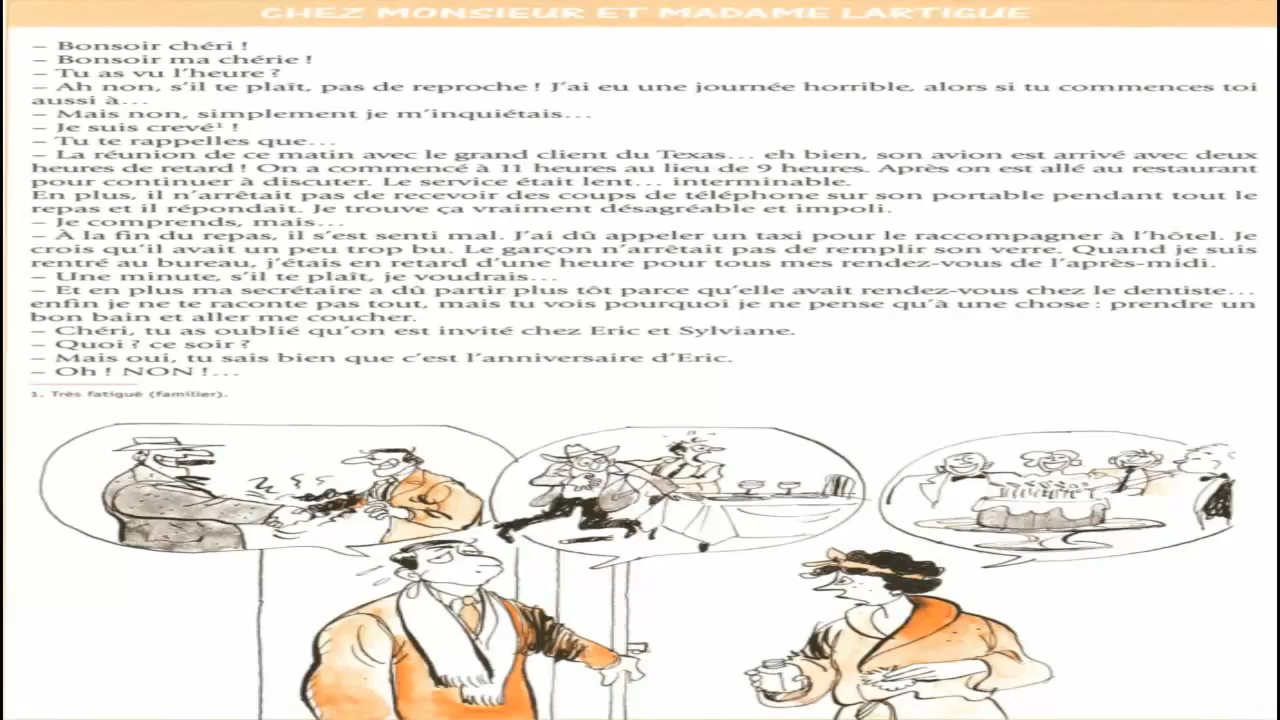 CHEZ MONSIEUR ET MADAME LARTIGUE
– Bonsoir chéri !
– Bonsoir ma chérie !
– Tu as vu l'heure ?
– Ah non, s'il te plaît, pas de reproche ! J'ai eu une journée horrible, alors si tu commences toi
aussi à…
– Mais non, simplement je m'inquiétais…
– Je suis crevé¹ !
– Tu te rappelles que…
– La réunion de ce matin avec le grand client du Texas… eh bien, son avion est arrivé avec deux
heures de retard ! On a commencé à 11 heures au lieu de 9 heures. Après on est allé au restaurant
pour continuer à discuter. Le service était lent… interminable.
En plus, il n'arrêtait pas de recevoir des coups de téléphone sur son portable pendant tout le
repas et il répondait. Je trouve ça vraiment désagréable et impoli.
– Je comprends, mais…
– À la fin du repas, il s'est senti mal. J'ai dû appeler un taxi pour le raccompagner à l'hôtel. Je
crois qu'il avait un peu trop bu. Le garçon n'arrêtait pas de remplir son verre. Quand je suis
rentré au bureau, j'étais en retard d'une heure pour tous mes rendez-vous de l'après-midi.
– Une minute, s'il te plaît, je voudrais…
– Et en plus ma secrétaire a dû partir plus tôt parce qu'elle avait rendez-vous chez le dentiste…
enfin je ne te raconte pas tout, mais tu vois pourquoi je ne pense qu'à une chose : prendre un
bon bain et aller me coucher.
– Chéri, tu as oublié qu'on est invité chez Eric et Sylviane.
– Quoi ? ce soir ?
– Mais oui, tu sais bien que c'est l'anniversaire d'Eric.
– Oh ! NON !…
1. Très fatigué (familier).